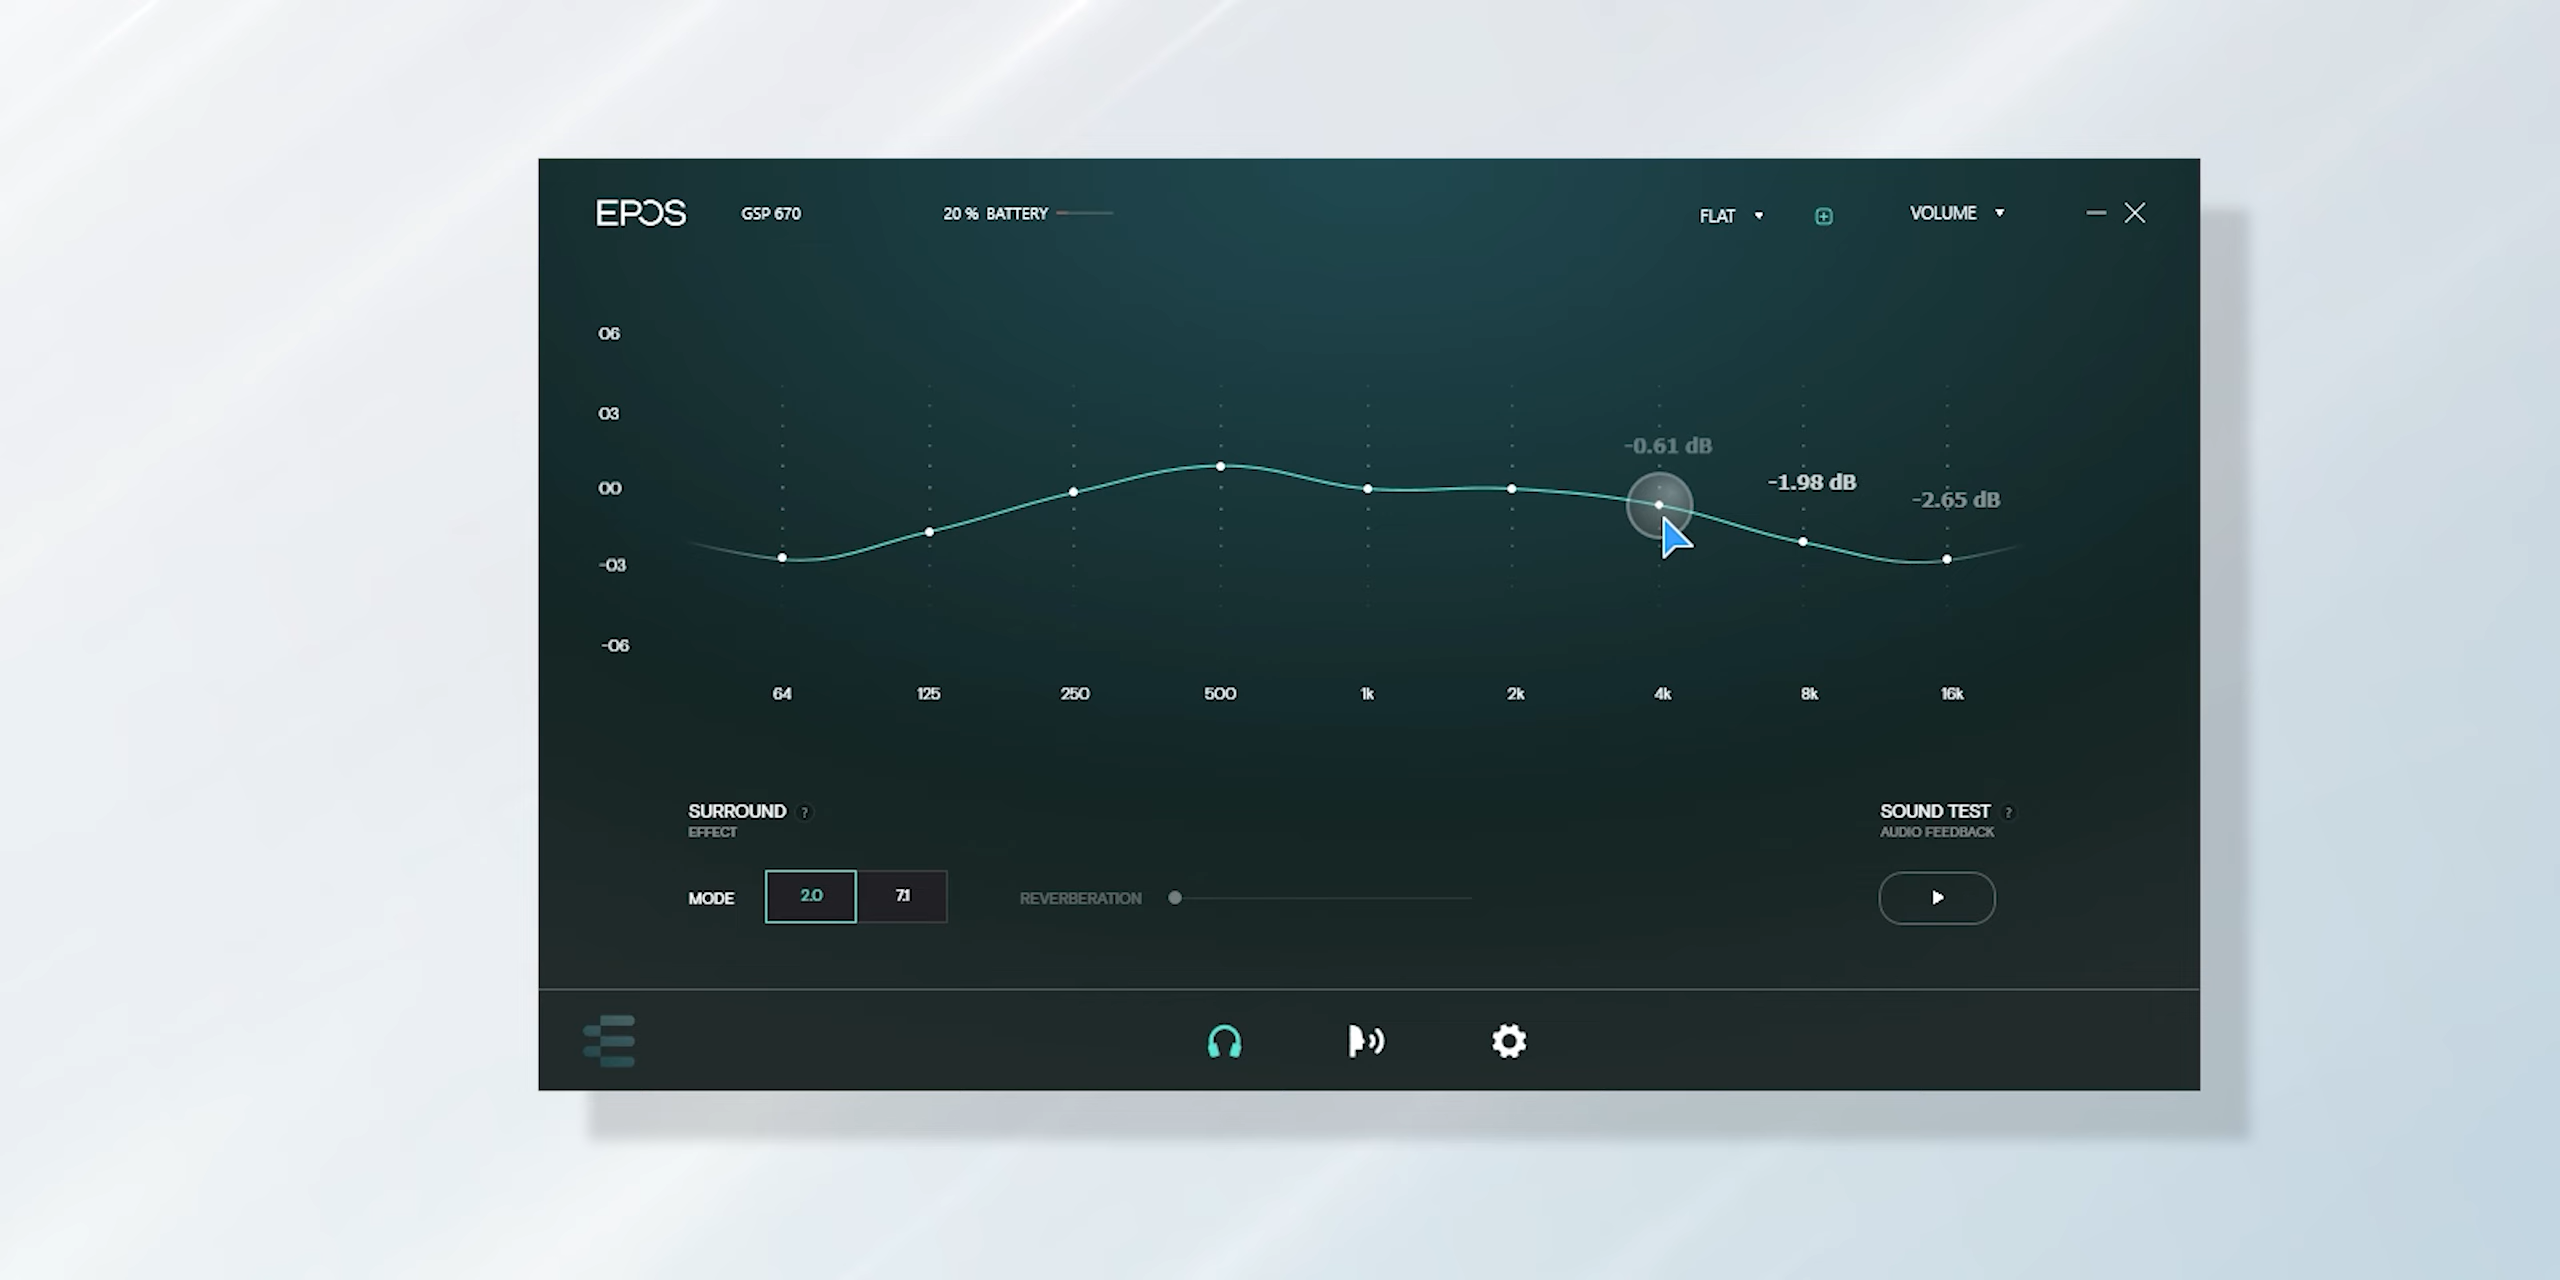 EPOS GSP 670 20 % BATTERY FLAT VOLUME
06
03
00
-03
-06
-0.61 dB
-1.98 dB
-2.65 dB
64 125 250 500 1k 2k 4k 8k 16k
SURROUND ?
EFFECT
MODE 2.0 7.1 REVERBERATION
SOUND TEST ?
AUDIO FEEDBACK